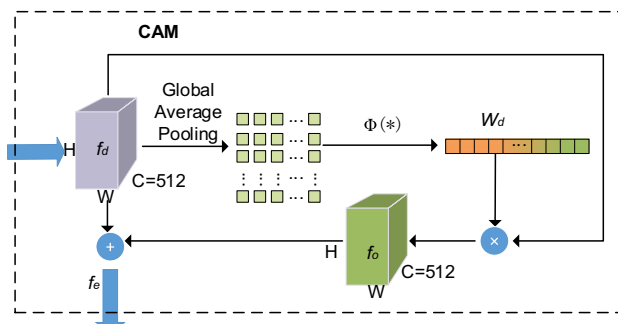 CAM
Global
Average
Pooling
Φ(*)
W_d
...
H
f_d
C=512
W
H
f_o
C=512
W
+
×
f_e